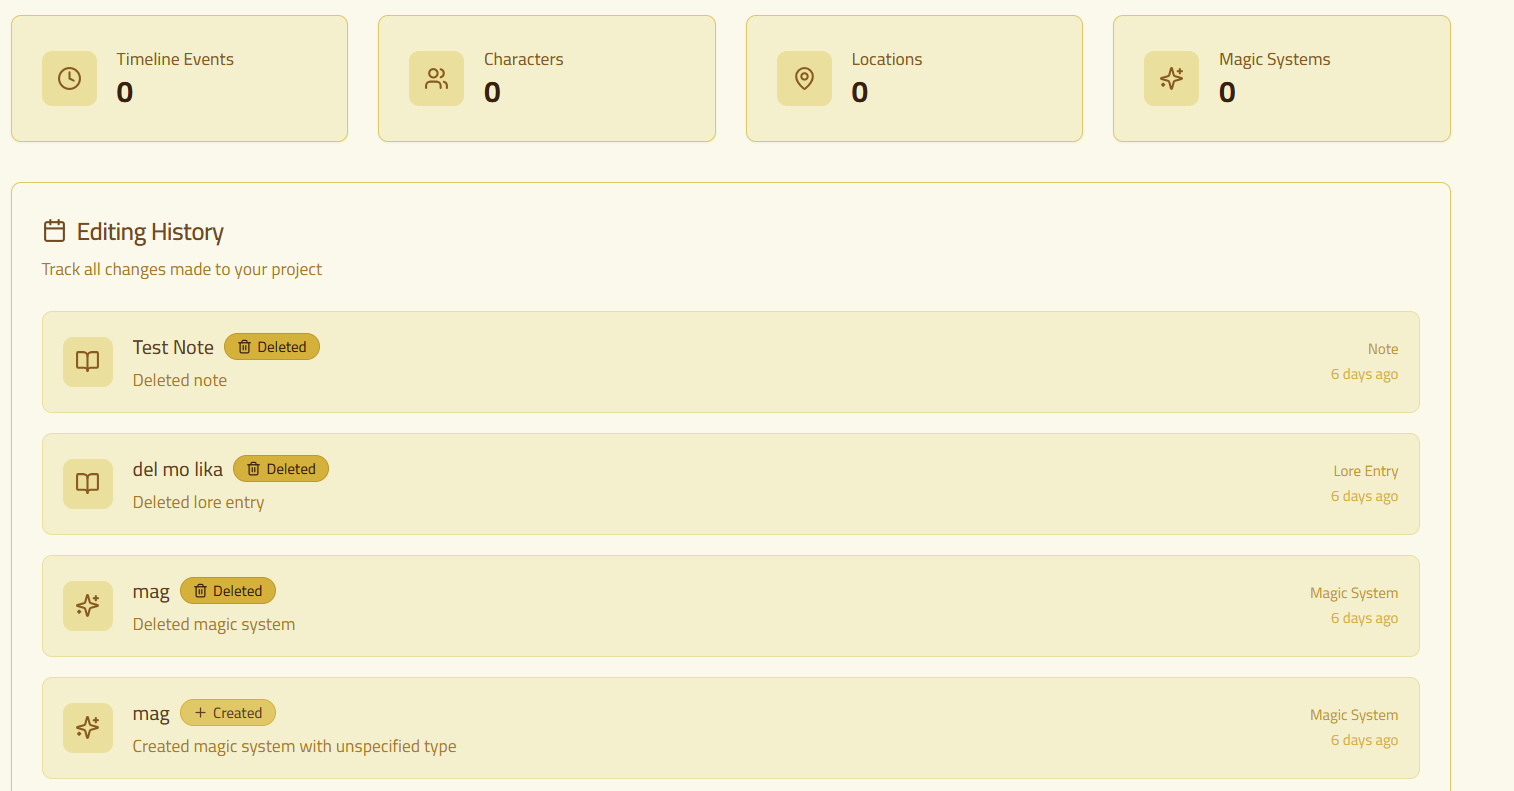 Timeline Events
0
Characters
0
Locations
0
Magic Systems
0
Editing History
Track all changes made to your project
Test Note Deleted
Deleted note
Note
6 days ago
del mo lika Deleted
Deleted lore entry
Lore Entry
6 days ago
mag Deleted
Deleted magic system
Magic System
6 days ago
mag Created
Created magic system with unspecified type
Magic System
6 days ago